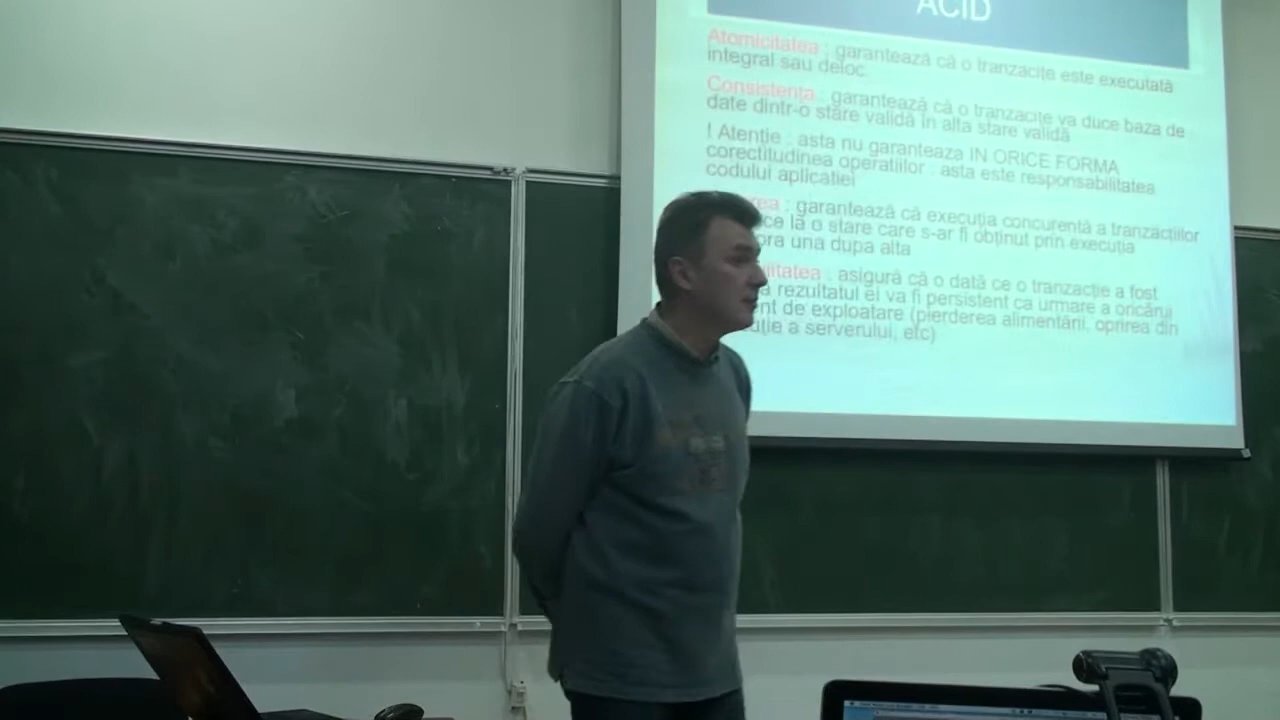 ACID
Atomicitatea : garantează că o tranzacție este executată
integral sau deloc.
Consistența : garantează că o tranzacție va duce baza de
date dintr-o stare validă în alta stare validă
! Atenție : asta nu garanteaza IN ORICE FORMA
corectitudinea operatiilor : asta este responsabilitatea
codului aplicatiei
: garantează că execuția concurentă a tranzacțiilor
la o stare care s-ar fi obținut prin execuția
una dupa alta
: asigură că o dată ce o tranzacție a fost
rezultatul ei va fi persistent ca urmare a oricărui
de exploatare (pierderea alimentării, oprirea din
a serverului, etc)